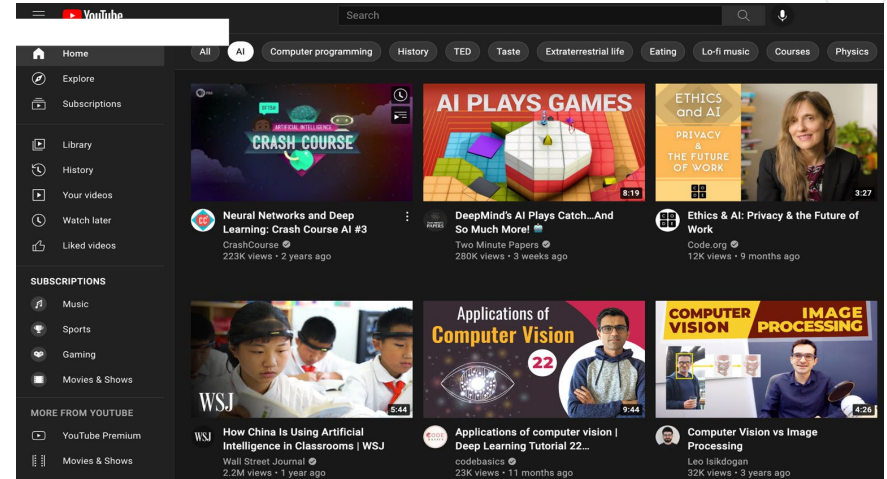 YouTube
Search
Home
Explore
Subscriptions
Library
History
Your videos
Watch later
Liked videos
SUBSCRIPTIONS
Music
Sports
Gaming
Movies & Shows
MORE FROM YOUTUBE
YouTube Premium
Movies & Shows
All AI Computer programming History TED Taste Extraterrestrial life Eating Lo-fi music Courses Physics
ARTIFICIAL INTELLIGENCE
CRASH COURSE
Neural Networks and Deep
Learning: Crash Course AI #3
CrashCourse
223K views • 2 years ago
AI PLAYS GAMES
8:19
DeepMind's AI Plays Catch…And
So Much More!
Two Minute Papers
280K views • 3 weeks ago
ETHICS
and AI
PRIVACY
&
THE FUTURE
OF WORK
CODE
3:27
Ethics & AI: Privacy & the Future of
Work
Code.org
12K views • 9 months ago
WSJ
5:44
WSJ
How China Is Using Artificial
Intelligence in Classrooms | WSJ
Wall Street Journal
2.2M views • 1 year ago
Applications of
Computer Vision
22
9:44
Applications of computer vision |
Deep Learning Tutorial 22…
codebasics
23K views • 11 months ago
COMPUTER VISION
IMAGE PROCESSING
4:26
Computer Vision vs Image
Processing
Leo Isikdogan
32K views • 3 years ago